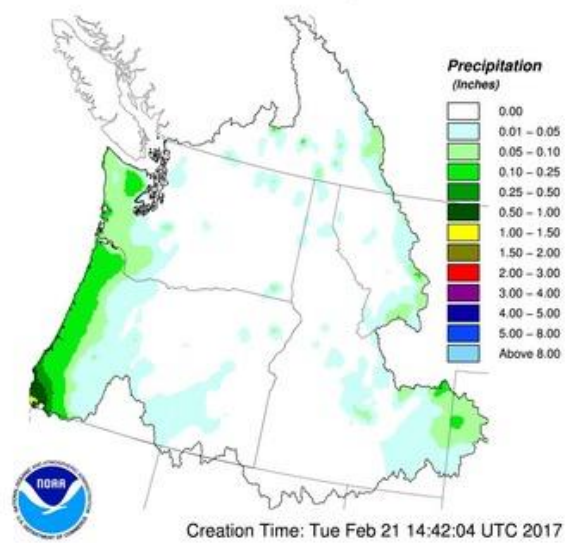 Precipitation
(Inches)
0.00
0.01 - 0.05
0.05 - 0.10
0.10 - 0.25
0.25 - 0.50
0.50 - 1.00
1.00 - 1.50
1.50 - 2.00
2.00 - 3.00
3.00 - 4.00
4.00 - 5.00
5.00 - 8.00
Above 8.00
NOAA
Creation Time: Tue Feb 21 14:42:04 UTC 2017